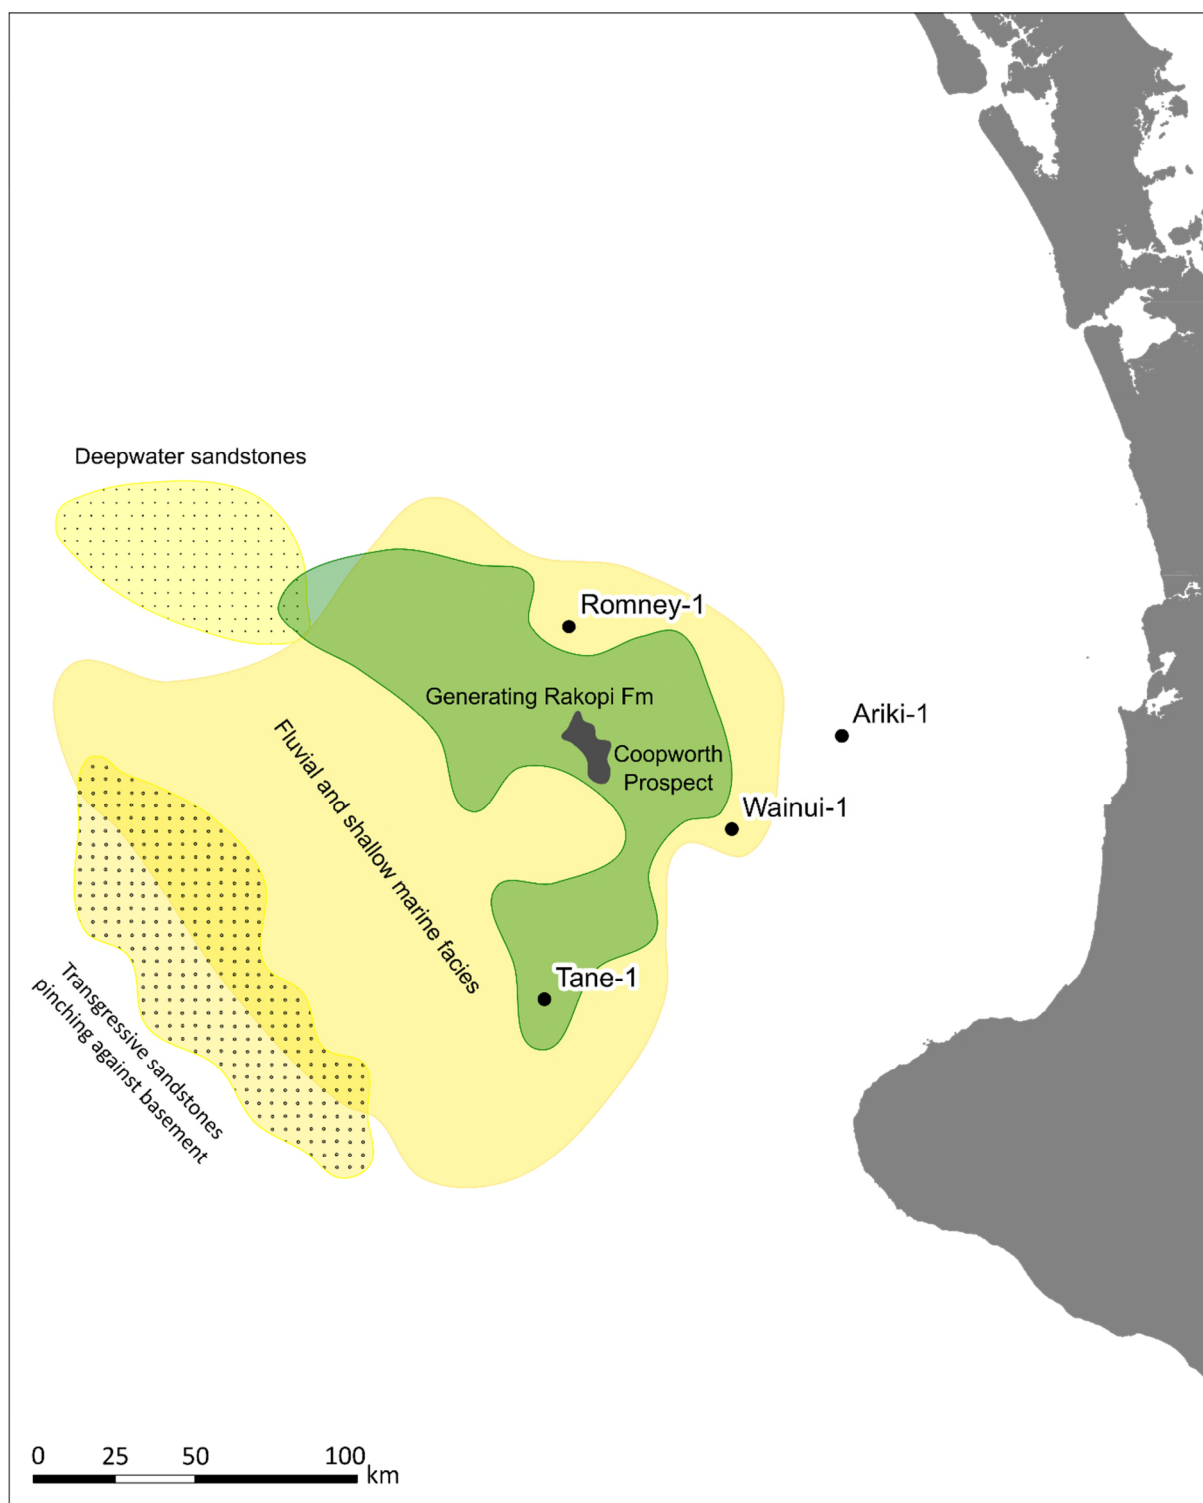 Deepwater sandstones
Romney-1
Generating Rakopi Fm
Ariki-1
Coopworth
Prospect
Wainui-1
Fluvial and shallow marine facies
Tane-1
Transgressive sandstones
pinching against basement
0 25 50 100
km